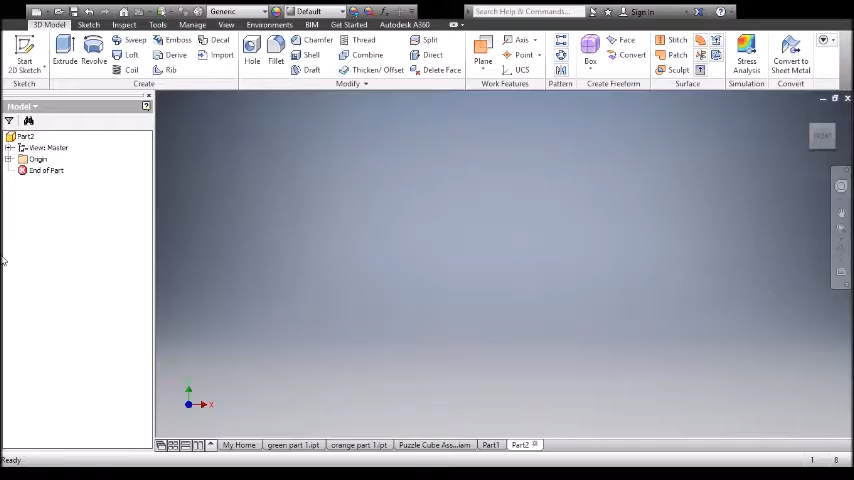 Generic Default Search Help & Commands... Sign In
3D Model Sketch Inspect Tools Manage View Environments BIM Get Started Autodesk A360
Start 2D Sketch Extrude Revolve Sweep Emboss Decal Hole Fillet Chamfer Thread Split Plane Axis Box Face Stitch Stress Analysis Convert to Sheet Metal
Loft Derive Import Shell Combine Direct Point Convert Patch
Coil Rib Draft Thicken/ Offset Delete Face UCS Sculpt
Sketch Create Modify Work Features Pattern Create Freeform Surface Simulation Convert
Model
FRONT
Part2
View: Master
Origin
End of Part
X
My Home green part 1.ipt orange part 1.ipt Puzzle Cube Ass...iam Part1 Part2
Ready 1 8